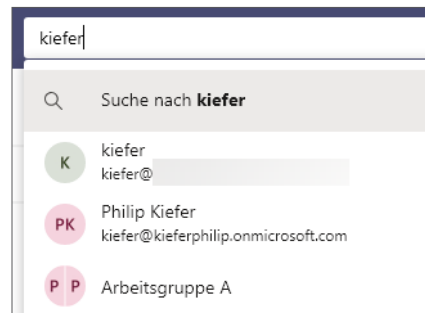 kiefer
Suche nach kiefer
K
kiefer
kiefer@
PK
Philip Kiefer
kiefer@kieferphilip.onmicrosoft.com
P P
Arbeitsgruppe A